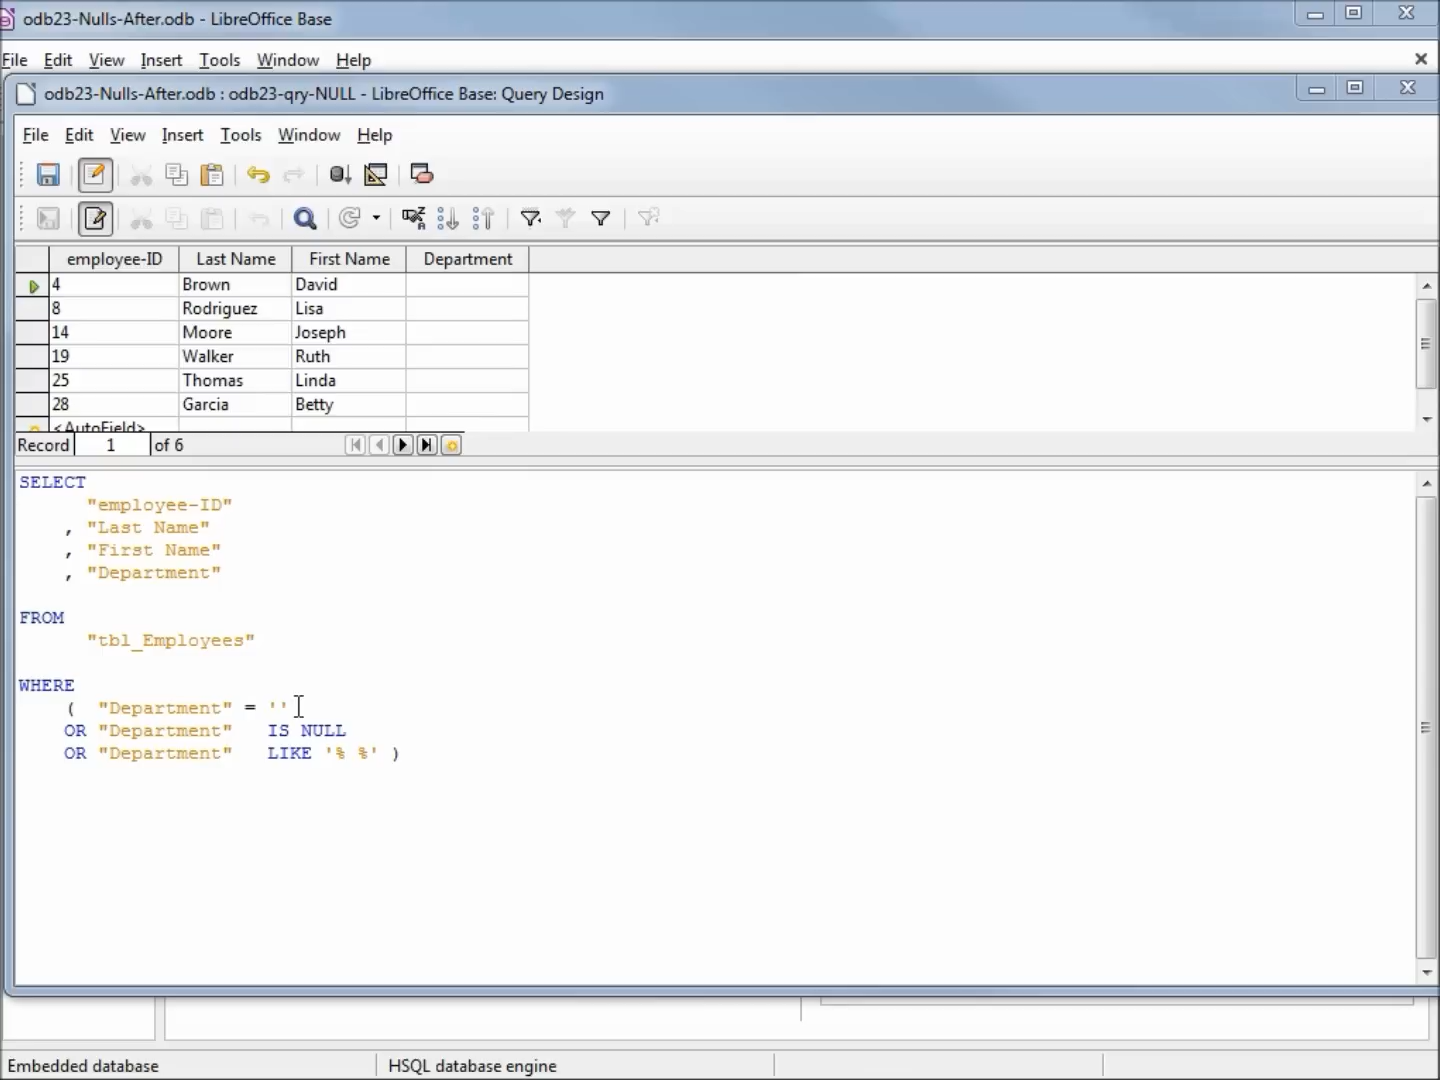 odb23-Nulls-After.odb - LibreOffice Base
File Edit View Insert Tools Window Help
odb23-Nulls-After.odb : odb23-qry-NULL - LibreOffice Base: Query Design
File Edit View Insert Tools Window Help
employee-ID Last Name First Name Department
4 Brown David
8 Rodriguez Lisa
14 Moore Joseph
19 Walker Ruth
25 Thomas Linda
28 Garcia Betty
<AutoField>
Record 1 of 6
SELECT
"employee-ID"
, "Last Name"
, "First Name"
, "Department"
FROM
"tbl_Employees"
WHERE
( "Department" = ''
OR "Department" IS NULL
OR "Department" LIKE '% %' )
Embedded database HSQL database engine